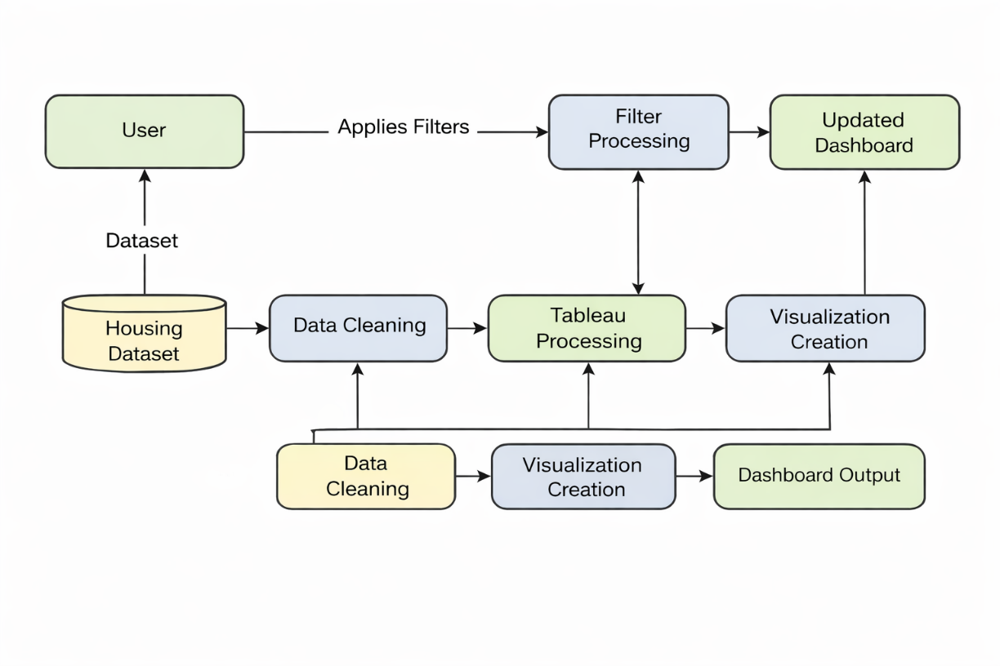 User
Applies Filters
Filter
Processing
Updated
Dashboard
Dataset
Housing
Dataset
Data Cleaning
Tableau
Processing
Visualization
Creation
Data
Cleaning
Visualization
Creation
Dashboard Output